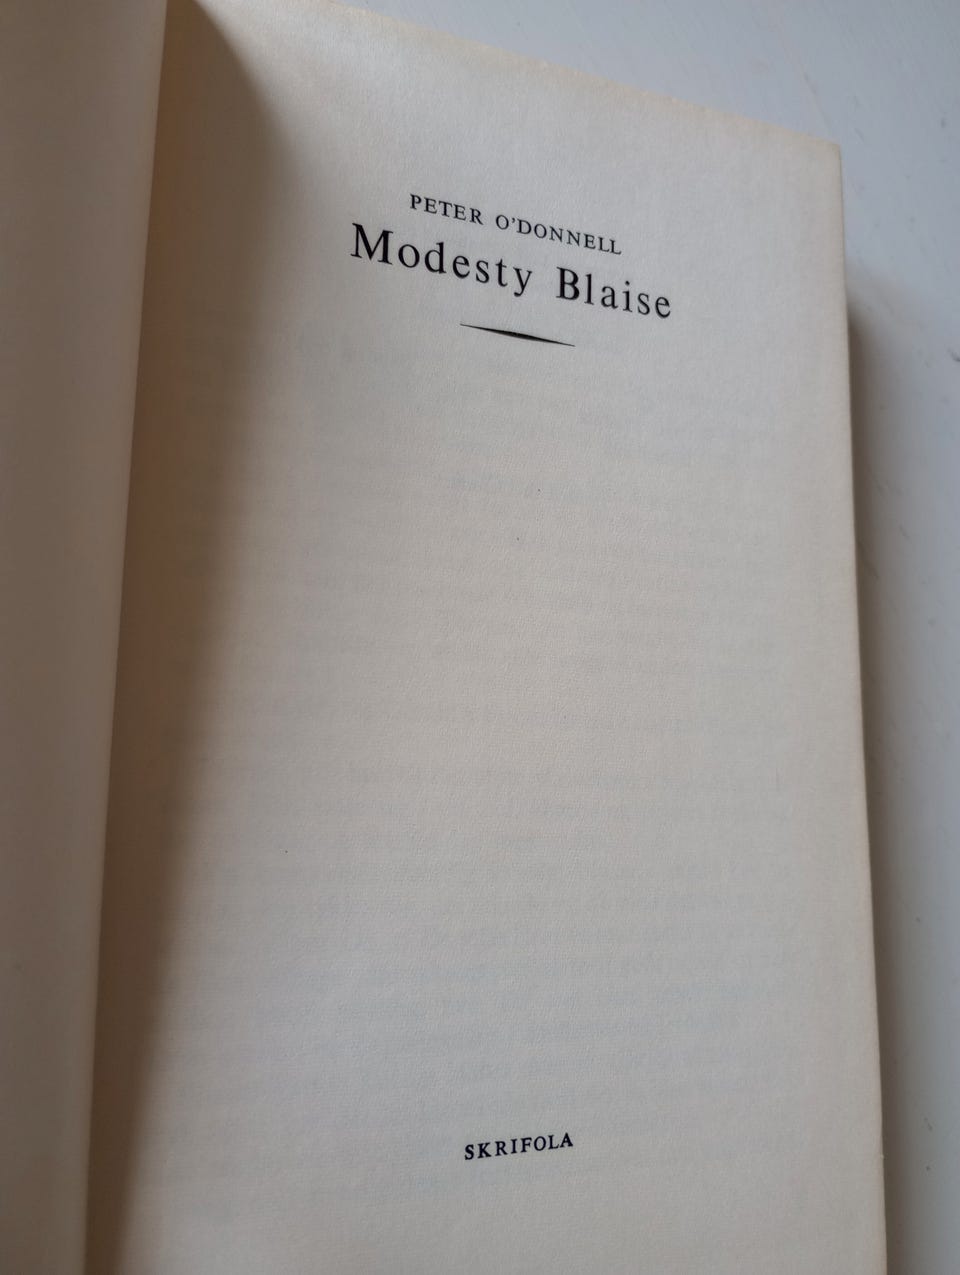 PETER O'DONNELL
Modesty Blaise
SKRIFOLA